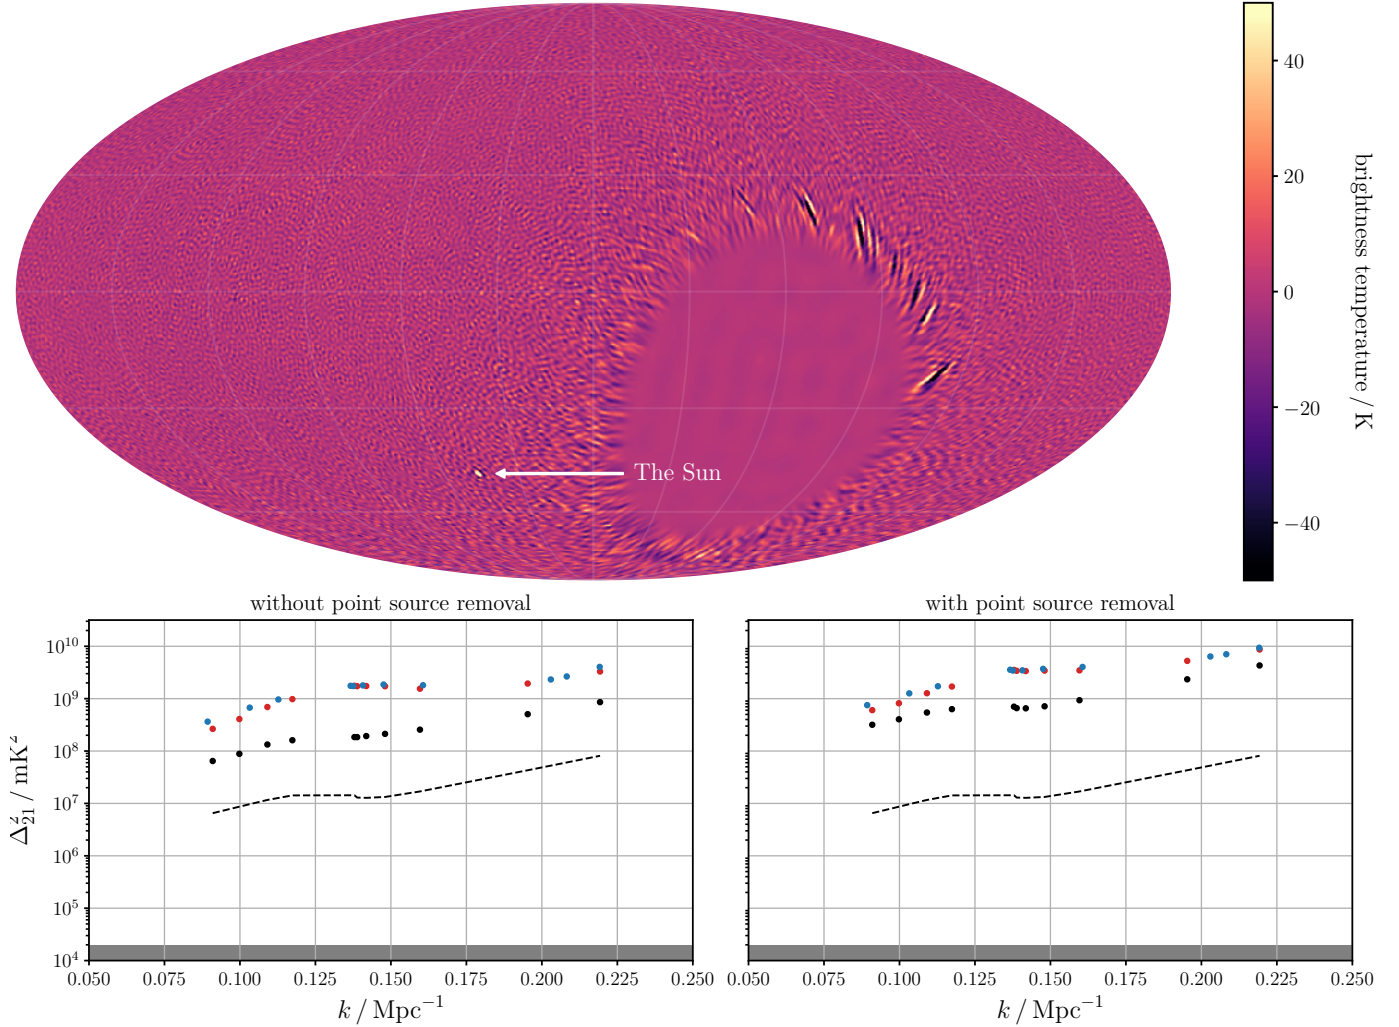 40
20
0
−20
−40
brightness temperature / K
The Sun
without point source removal
with point source removal
10¹⁰
10⁹
10⁸
10⁷
10⁶
10⁵
10⁴
Δ²₂₁ / mK²
0.050 0.075 0.100 0.125 0.150 0.175 0.200 0.225 0.250
0.050 0.075 0.100 0.125 0.150 0.175 0.200 0.225 0.250
k / Mpc⁻¹
k / Mpc⁻¹